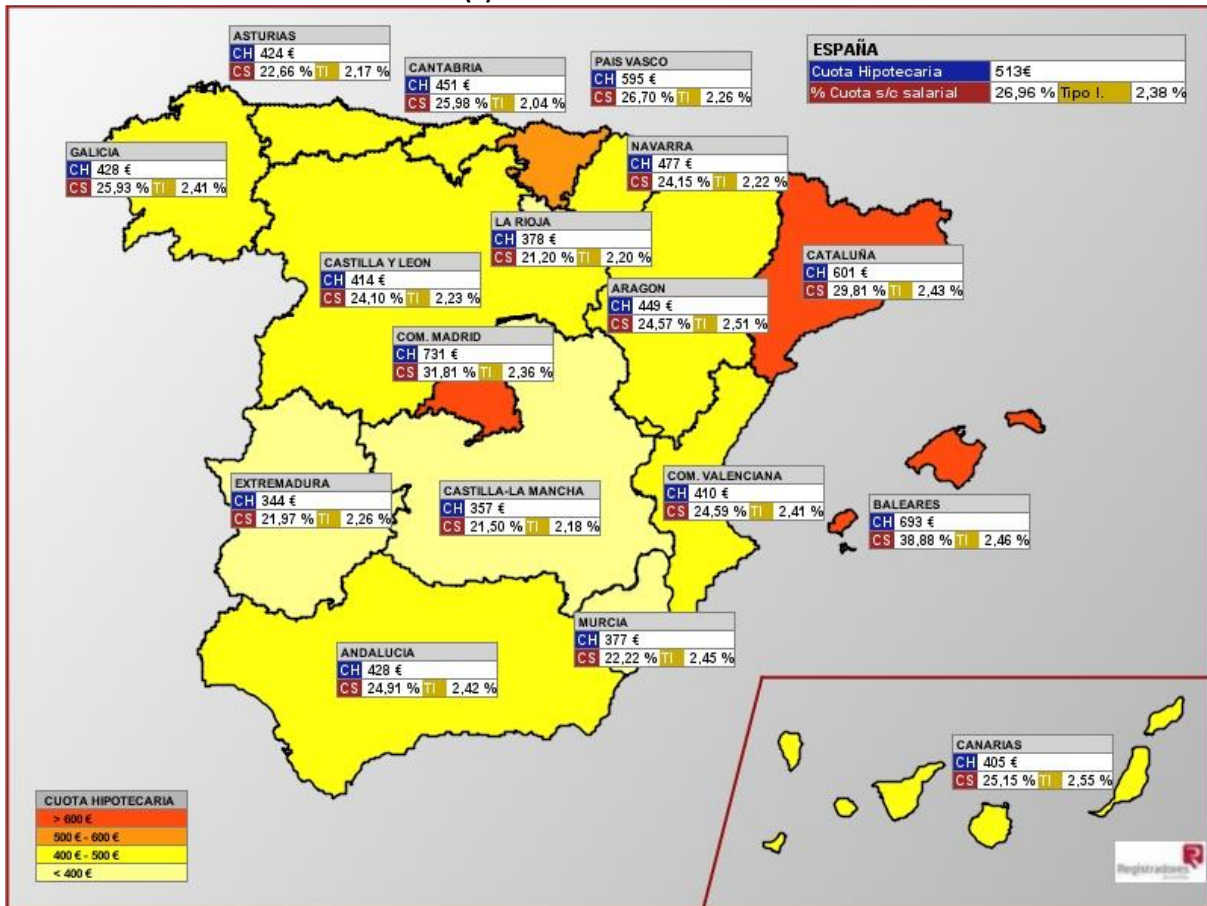 ASTURIAS
CH 424 €
CS 22,66 % TI 2,17 %
CANTABRIA
CH 451 €
CS 25,98 % TI 2,04 %
PAIS VASCO
CH 595 €
CS 26,70 % TI 2,26 %
ESPAÑA
Cuota Hipotecaria 513€
% Cuota s/c salarial 26,96 % Tipo I. 2,38 %
GALICIA
CH 428 €
CS 25,93 % TI 2,41 %
NAVARRA
CH 477 €
CS 24,15 % TI 2,22 %
LA RIOJA
CH 378 €
CS 21,20 % TI 2,20 %
CASTILLA Y LEON
CH 414 €
CS 24,10 % TI 2,23 %
CATALUÑA
CH 601 €
CS 29,81 % TI 2,43 %
ARAGON
CH 449 €
CS 24,57 % TI 2,51 %
COM. MADRID
CH 731 €
CS 31,81 % TI 2,36 %
EXTREMADURA
CH 344 €
CS 21,97 % TI 2,26 %
CASTILLA-LA MANCHA
CH 357 €
CS 21,50 % TI 2,18 %
COM. VALENCIANA
CH 410 €
CS 24,59 % TI 2,41 %
BALEARES
CH 693 €
CS 38,88 % TI 2,46 %
MURCIA
CH 377 €
CS 22,22 % TI 2,45 %
ANDALUCIA
CH 428 €
CS 24,91 % TI 2,42 %
CANARIAS
CH 405 €
CS 25,15 % TI 2,55 %
CUOTA HIPOTECARIA
> 600 €
500 € - 600 €
400 € - 500 €
< 400 €
Registradores